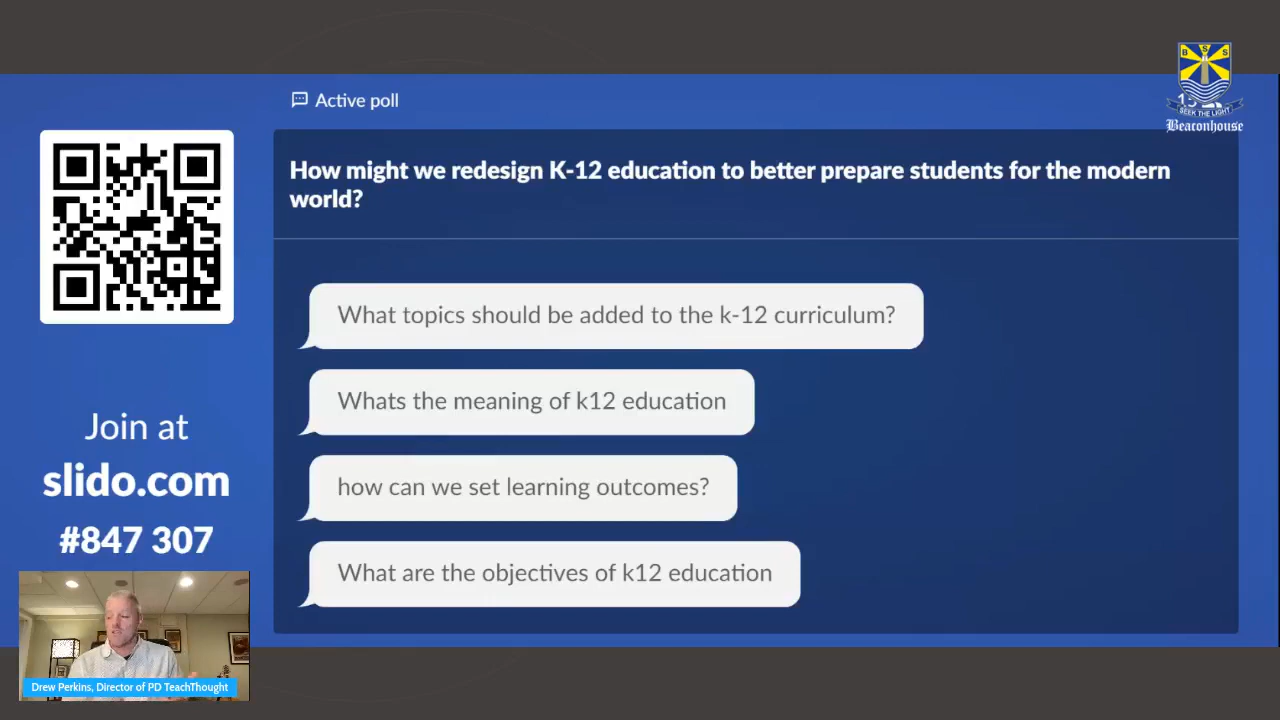 Active poll
How might we redesign K-12 education to better prepare students for the modern
world?
What topics should be added to the k-12 curriculum?
Whats the meaning of k12 education
how can we set learning outcomes?
What are the objectives of k12 education
Join at
slido.com
#847 307
Drew Perkins, Director of PD TeachThought
B S S
SEEK THE LIGHT
Beaconhouse